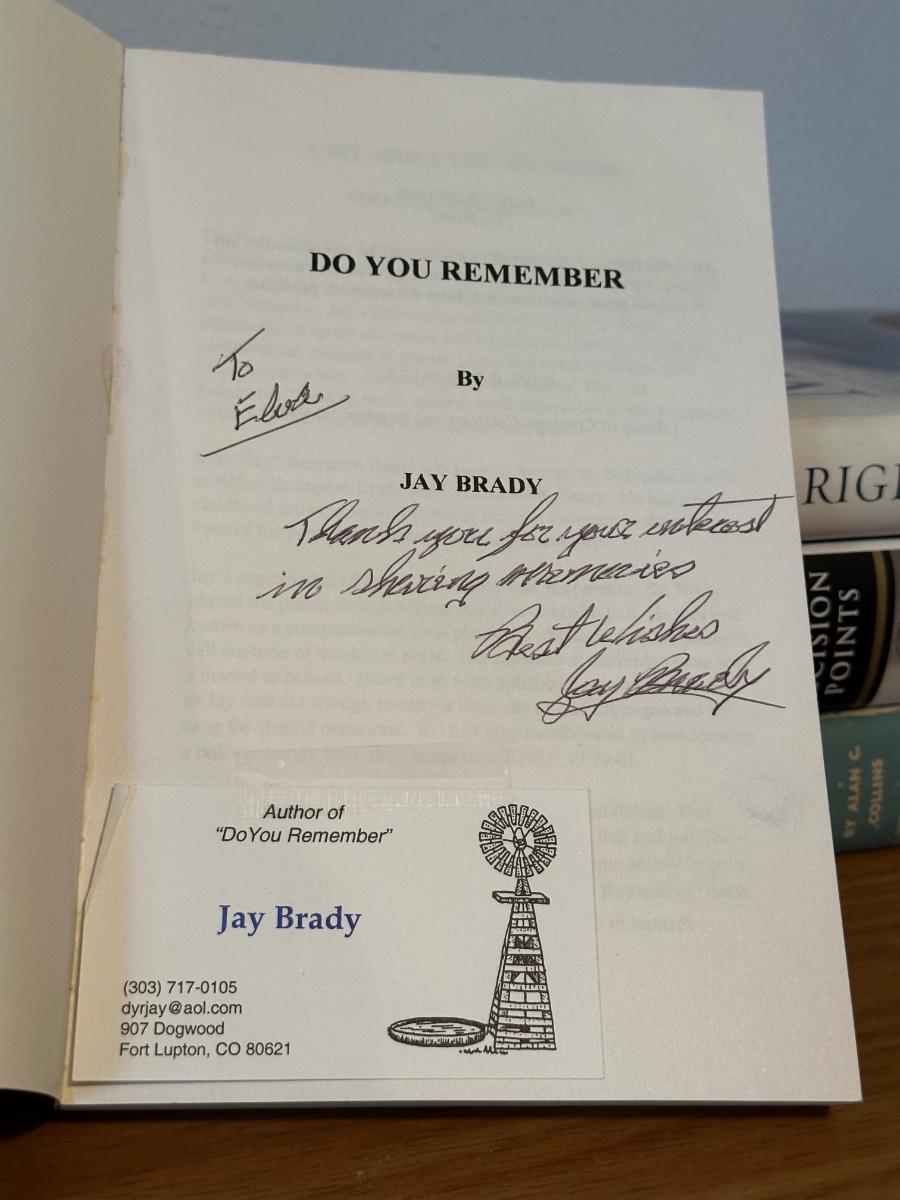 DO YOU REMEMBER
To
By
JAY BRADY
Thank you for your interest
in sharing memories
Best Wishes
Jay Brady
Author of
“DoYou Remember”
Jay Brady
(303) 717-0105
dyrjay@aol.com
907 Dogwood
Fort Lupton, CO 80621
RIG
CISION
POINTS
BY ALAN C.
COLLINS